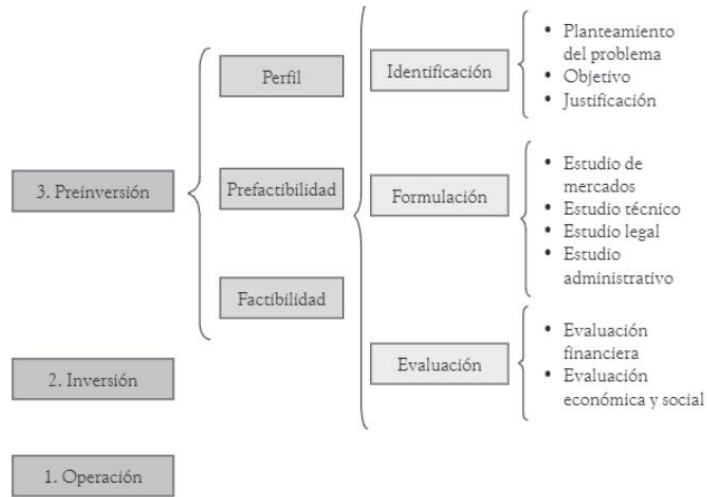 3. Preinversión
2. Inversión
1. Operación
Perfil
Prefactibilidad
Factibilidad
Identificación
• Planteamiento
del problema
• Objetivo
• Justificación
Formulación
• Estudio de
mercados
• Estudio técnico
• Estudio legal
• Estudio
administrativo
Evaluación
• Evaluación
financiera
• Evaluación
económica y social